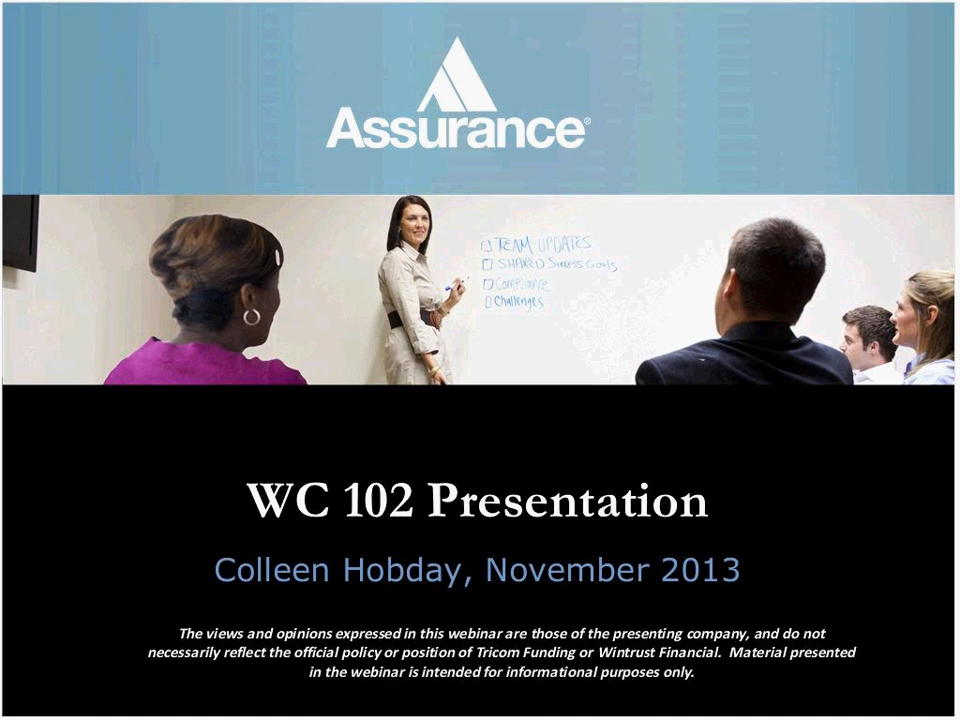 Assurance®
TEAM UPDATES
SHARED Success Goals
Compliance
Challenges
WC 102 Presentation
Colleen Hobday, November 2013
The views and opinions expressed in this webinar are those of the presenting company, and do not
necessarily reflect the official policy or position of Tricom Funding or Wintrust Financial.  Material presented
in the webinar is intended for informational purposes only.